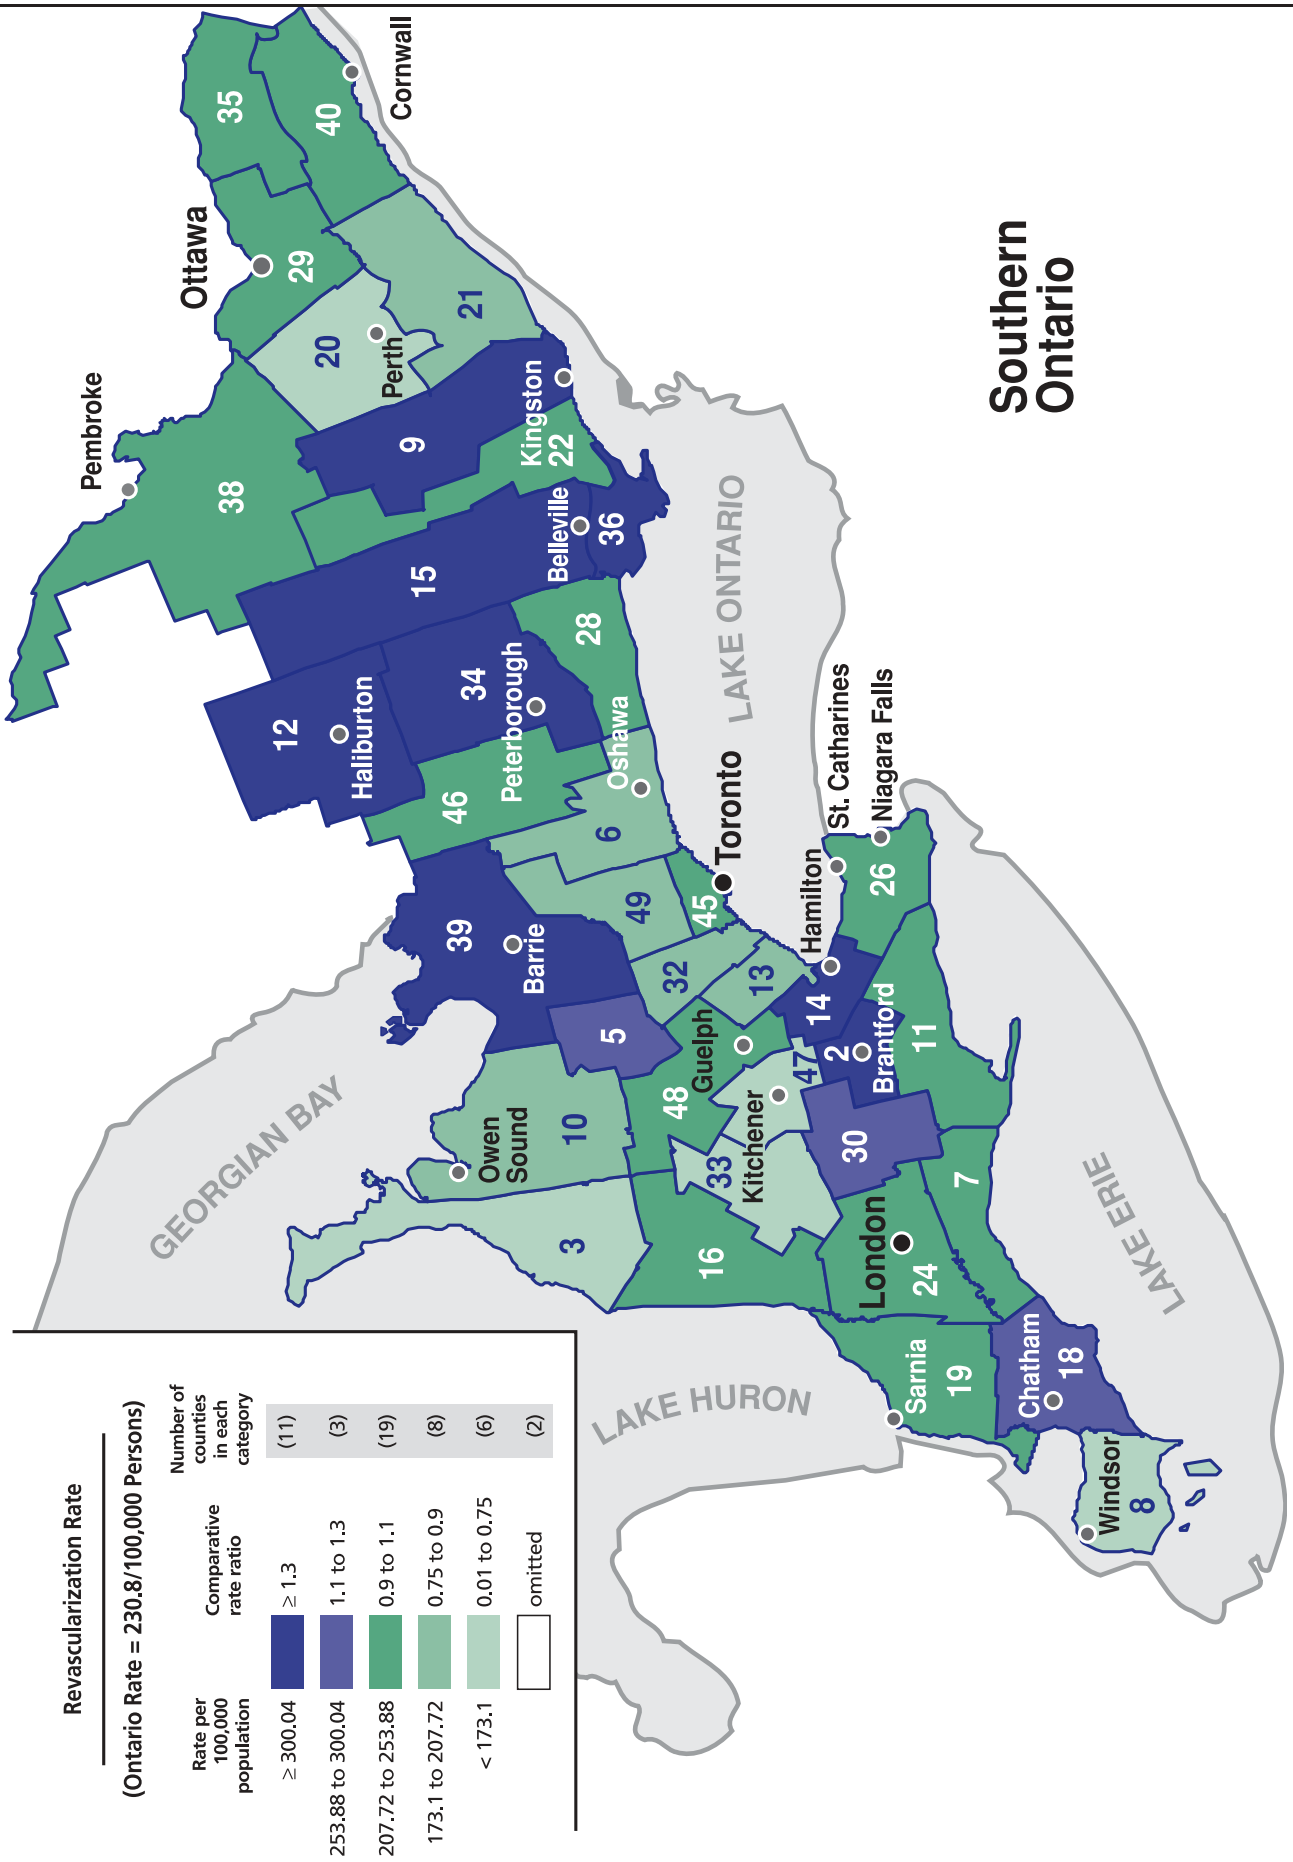 Revascularization Rate
(Ontario Rate = 230.8/100,000 Persons)
Rate per
100,000
population
Comparative
rate ratio
Number of
counties
in each
category
≥ 300.04
≥ 1.3
(11)
253.88 to 300.04
1.1 to 1.3
(3)
207.72 to 253.88
0.9 to 1.1
(19)
173.1 to 207.72
0.75 to 0.9
(8)
< 173.1
0.01 to 0.75
(6)
omitted
(2)
Southern
Ontario
GEORGIAN BAY
LAKE HURON
LAKE ERIE
LAKE ONTARIO
Pembroke
38
Ottawa
35
29
40
Cornwall
20
Perth
21
9
Kingston
22
15
Belleville
36
12
Haliburton
34
Peterborough
28
46
Oshawa
6
39
Barrie
49
45
Toronto
5
32
13
Owen
Sound
10
3
48
Guelph
33
Kitchener
47
Hamilton
14
St. Catharines
Niagara Falls
26
2
Brantford
11
30
16
London
24
7
Sarnia
19
Chatham
18
Windsor
8